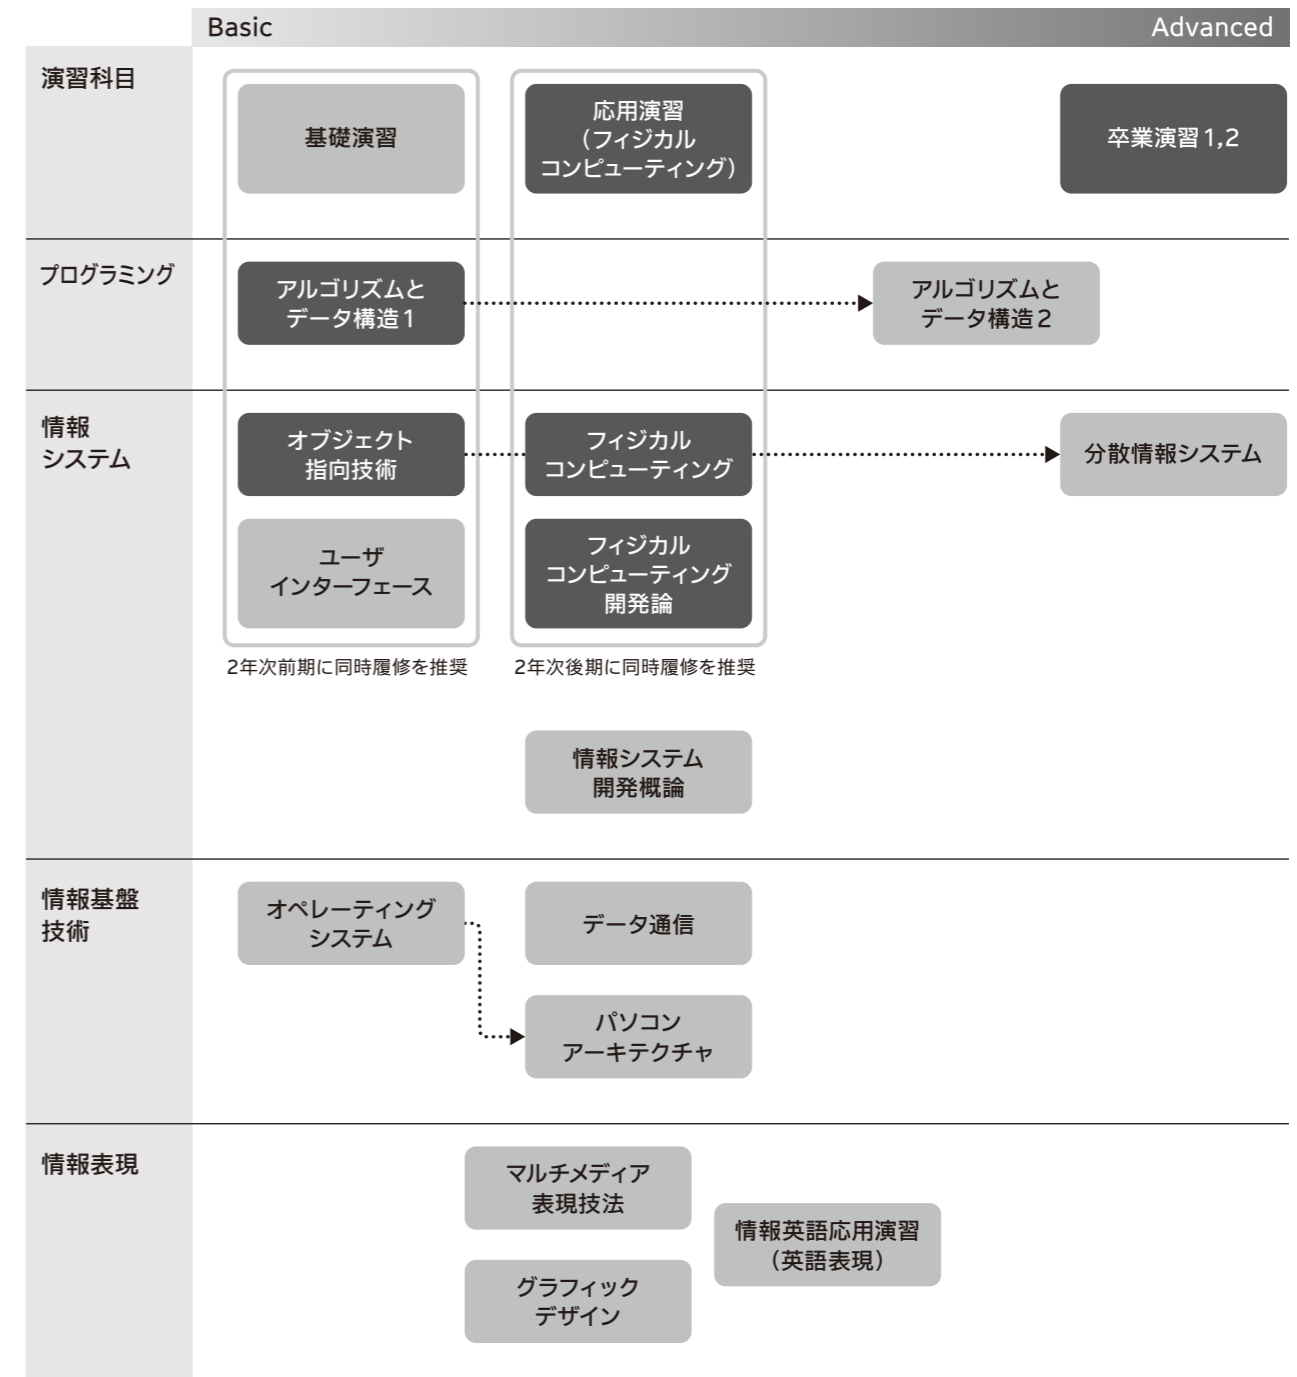 Basic
Advanced
演習科目
基礎演習
応用演習
（フィジカル
コンピューティング）
卒業演習1,2
プログラミング
アルゴリズムと
データ構造1
アルゴリズムと
データ構造2
情報
システム
オブジェクト
指向技術
フィジカル
コンピューティング
分散情報システム
ユーザ
インターフェース
フィジカル
コンピューティング
開発論
2年次前期に同時履修を推奨
2年次後期に同時履修を推奨
情報システム
開発概論
情報基盤
技術
オペレーティング
システム
データ通信
パソコン
アーキテクチャ
情報表現
マルチメディア
表現技法
情報英語応用演習
（英語表現）
グラフィック
デザイン